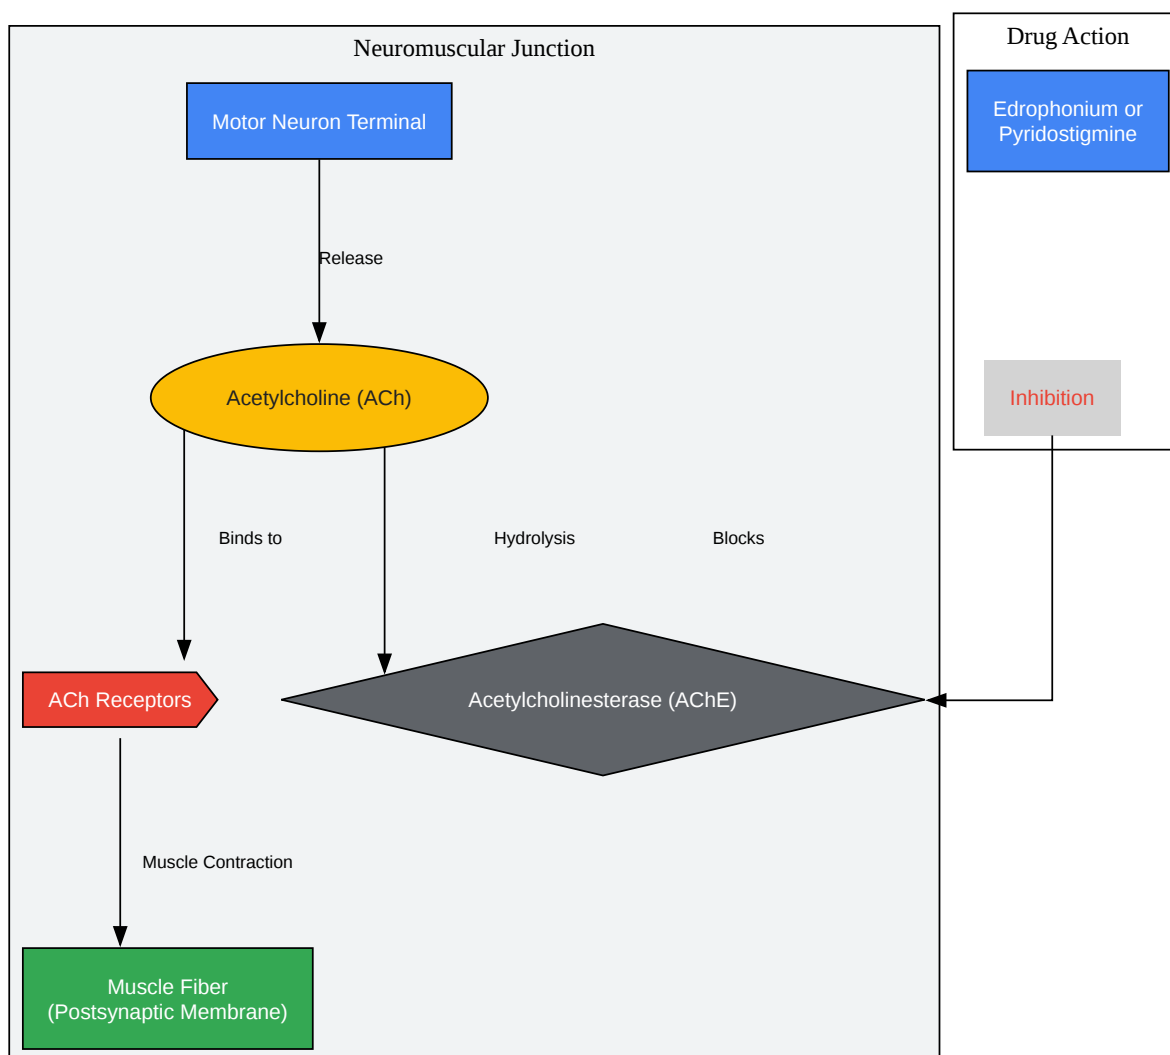 Neuromuscular Junction
Drug Action
Motor Neuron Terminal
Edrophonium or
Pyridostigmine
Release
Acetylcholine (ACh)
Inhibition
Binds to
Hydrolysis
Blocks
ACh Receptors
Acetylcholinesterase (AChE)
Muscle Contraction
Muscle Fiber
(Postsynaptic Membrane)